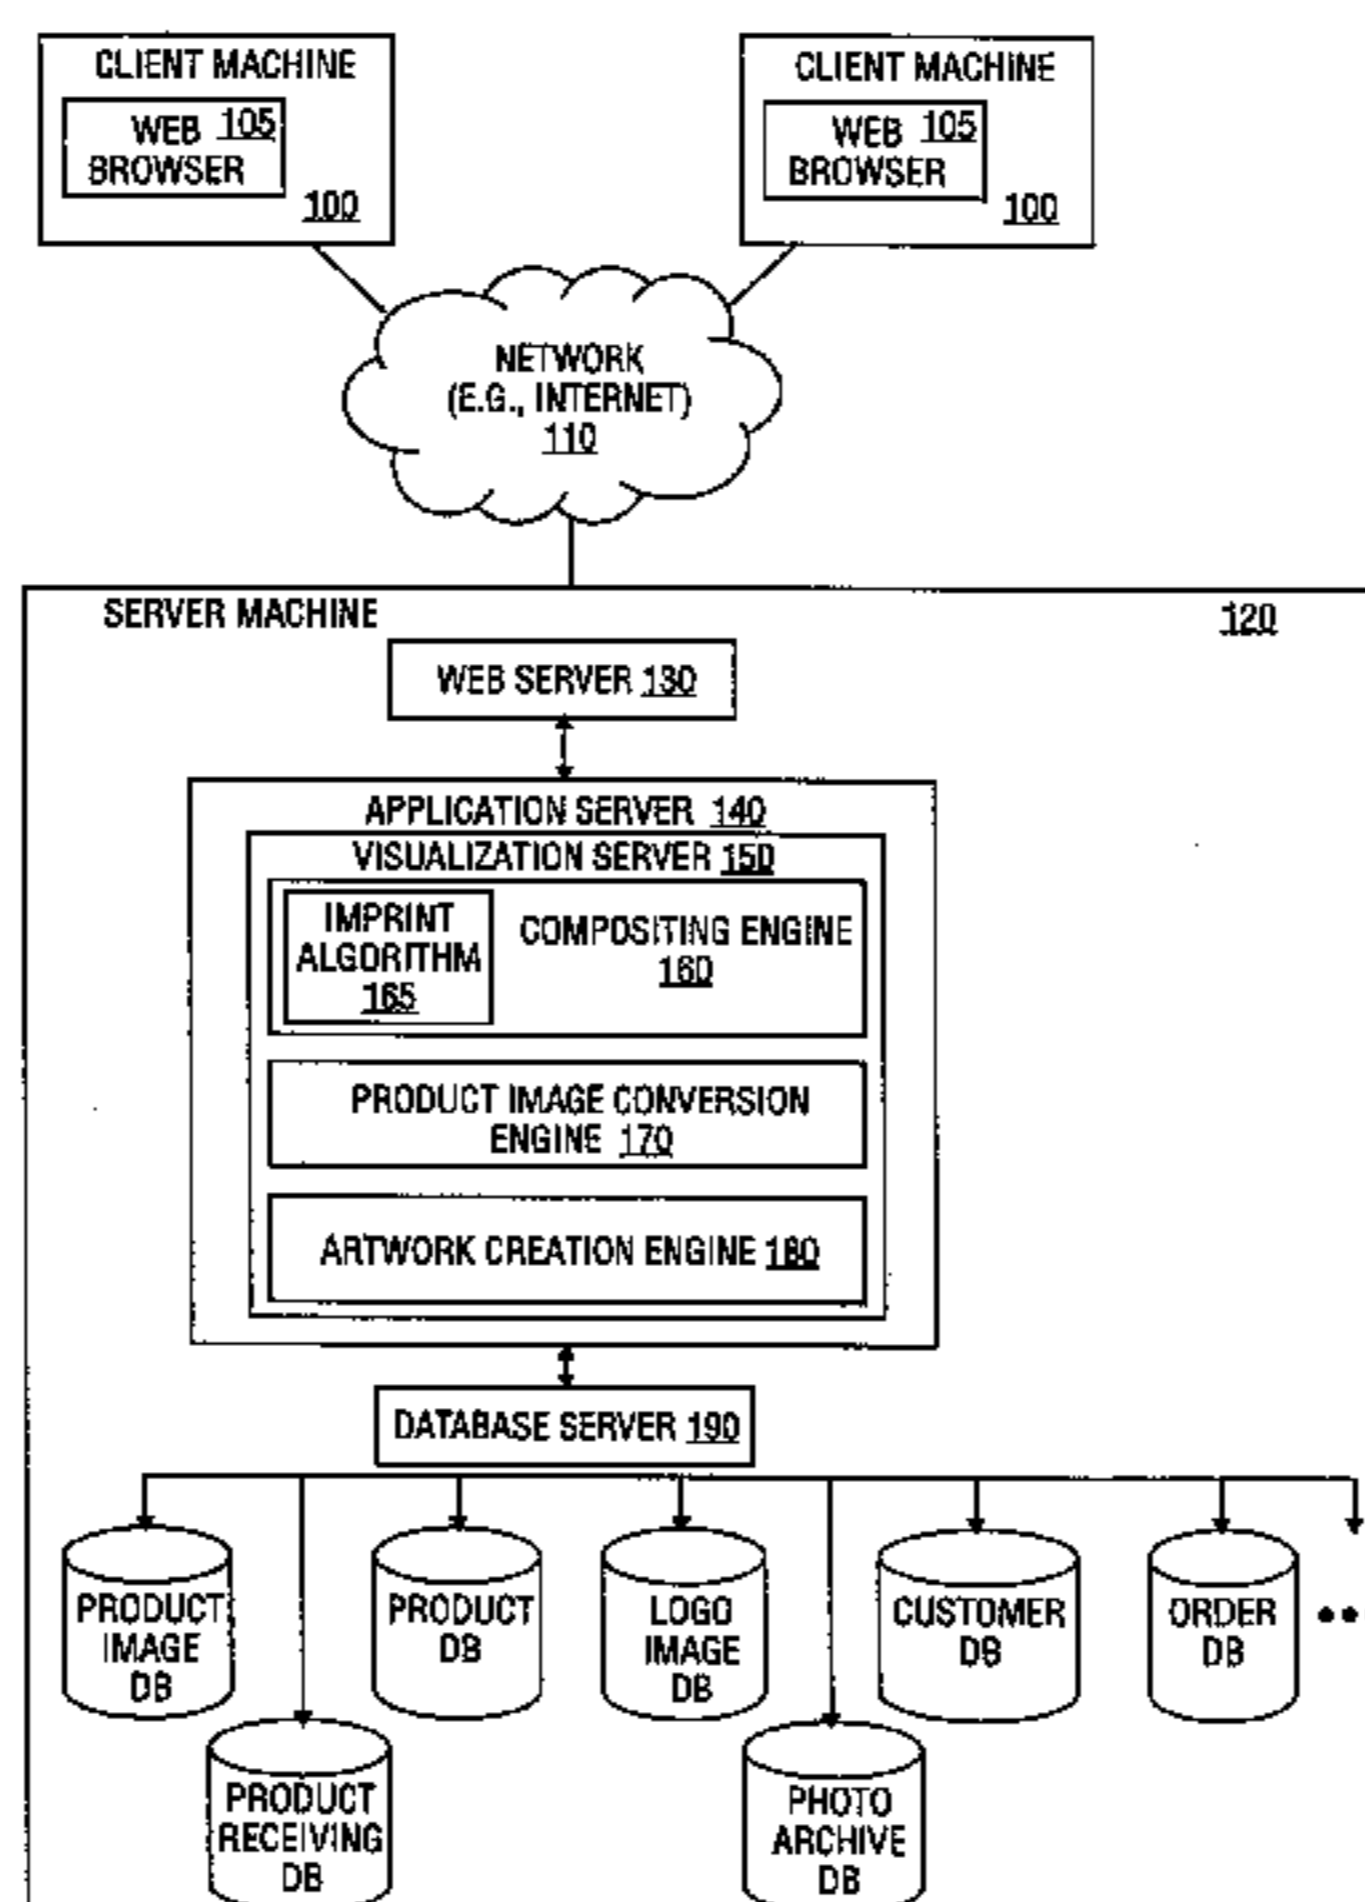 CLIENT MACHINE
WEB 105
BROWSER
100
CLIENT MACHINE
WEB 105
BROWSER
100
NETWORK
(E.G., INTERNET)
110
SERVER MACHINE
120
WEB SERVER 130
APPLICATION SERVER 140
VISUALIZATION SERVER 150
IMPRINT
ALGORITHM
165
COMPOSITING ENGINE
160
PRODUCT IMAGE CONVERSION
ENGINE 170
ARTWORK CREATION ENGINE 180
DATABASE SERVER 190
PRODUCT
IMAGE
DB
PRODUCT
DB
LOGO
IMAGE
DB
CUSTOMER
DB
ORDER
DB
PRODUCT
RECEIVING
DB
PHOTO
ARCHIVE
DB